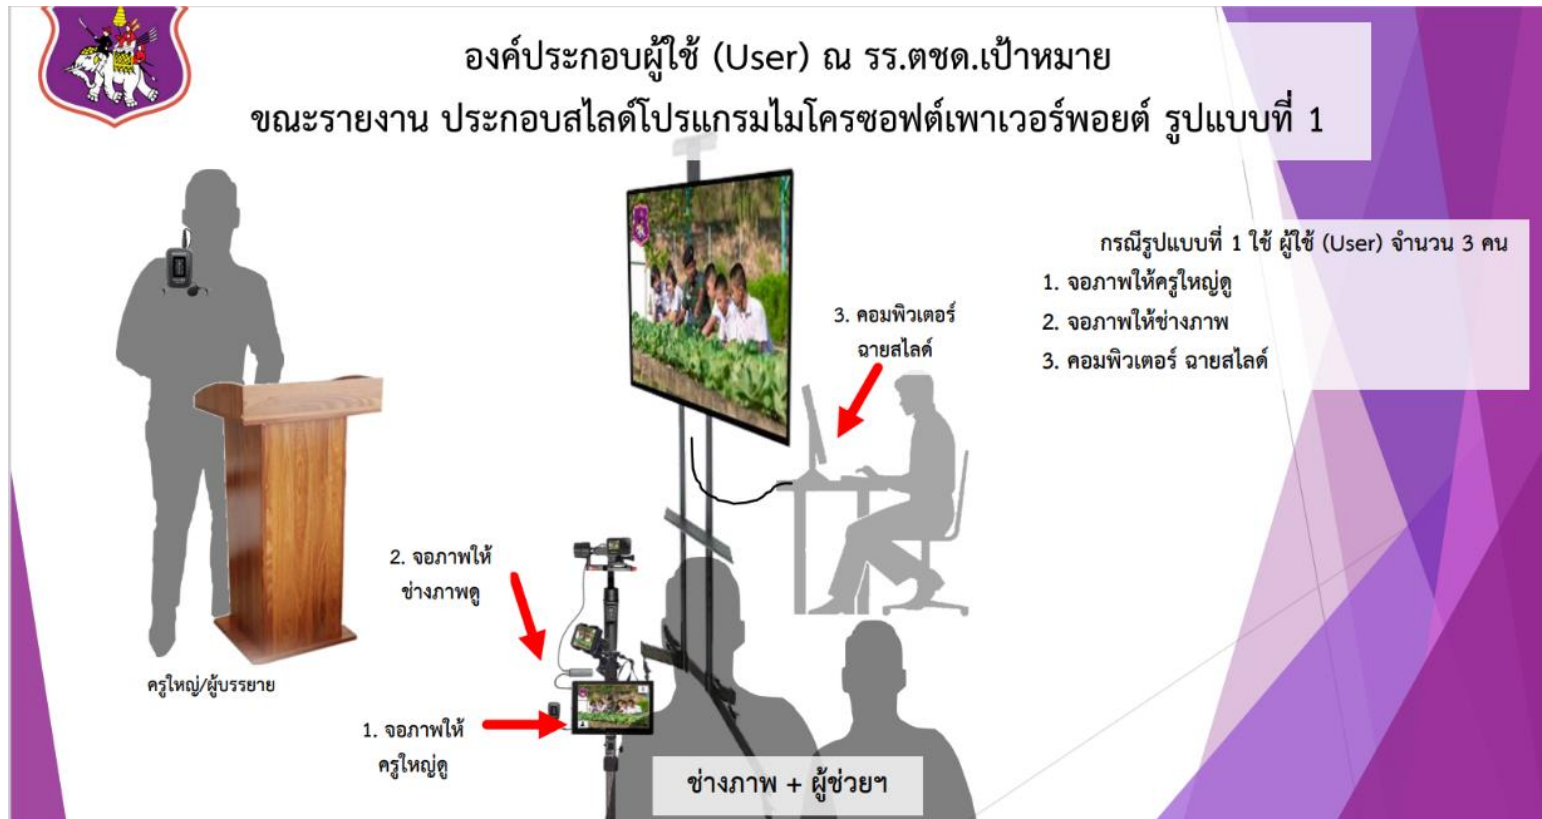 องค์ประกอบผู้ใช้ (User) ณ รร.ตชด.เป้าหมาย
ขณะรายงาน ประกอบสไลด์โปรแกรมไมโครซอฟต์เพาเวอร์พอยต์ รูปแบบที่ 1
กรณีรูปแบบที่ 1 ใช้ ผู้ใช้ (User) จำนวน 3 คน
1. จอภาพให้ครูใหญ่ดู
2. จอภาพให้ช่างภาพ
3. คอมพิวเตอร์ ฉายสไลด์
3. คอมพิวเตอร์
ฉายสไลด์
2. จอภาพให้
ช่างภาพดู
ครูใหญ่/ผู้บรรยาย
1. จอภาพให้
ครูใหญ่ดู
ช่างภาพ + ผู้ช่วยฯ